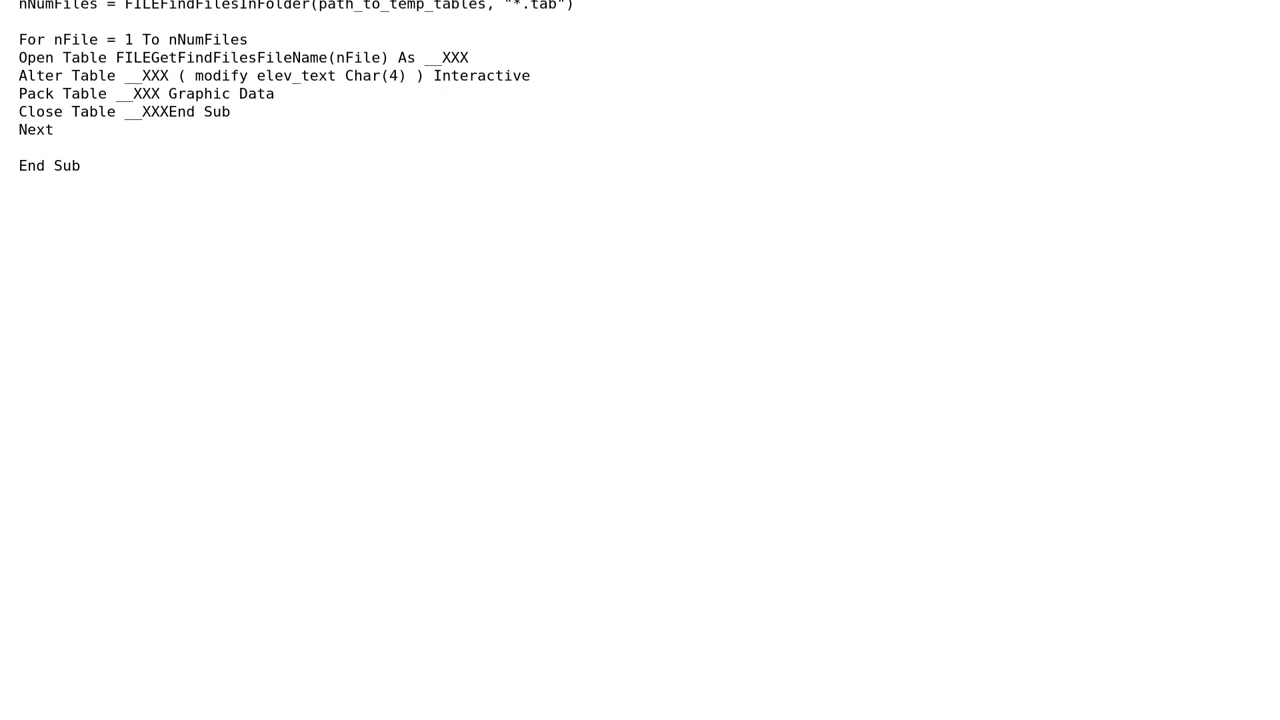 nNumFiles = FILEFindFilesInFolder(path_to_temp_tables, "*.tab")
For nFile = 1 To nNumFiles
Open Table FILEGetFindFilesFileName(nFile) As __XXX
Alter Table __XXX ( modify elev_text Char(4) ) Interactive
Pack Table __XXX Graphic Data
Close Table __XXXEnd Sub
Next
End Sub